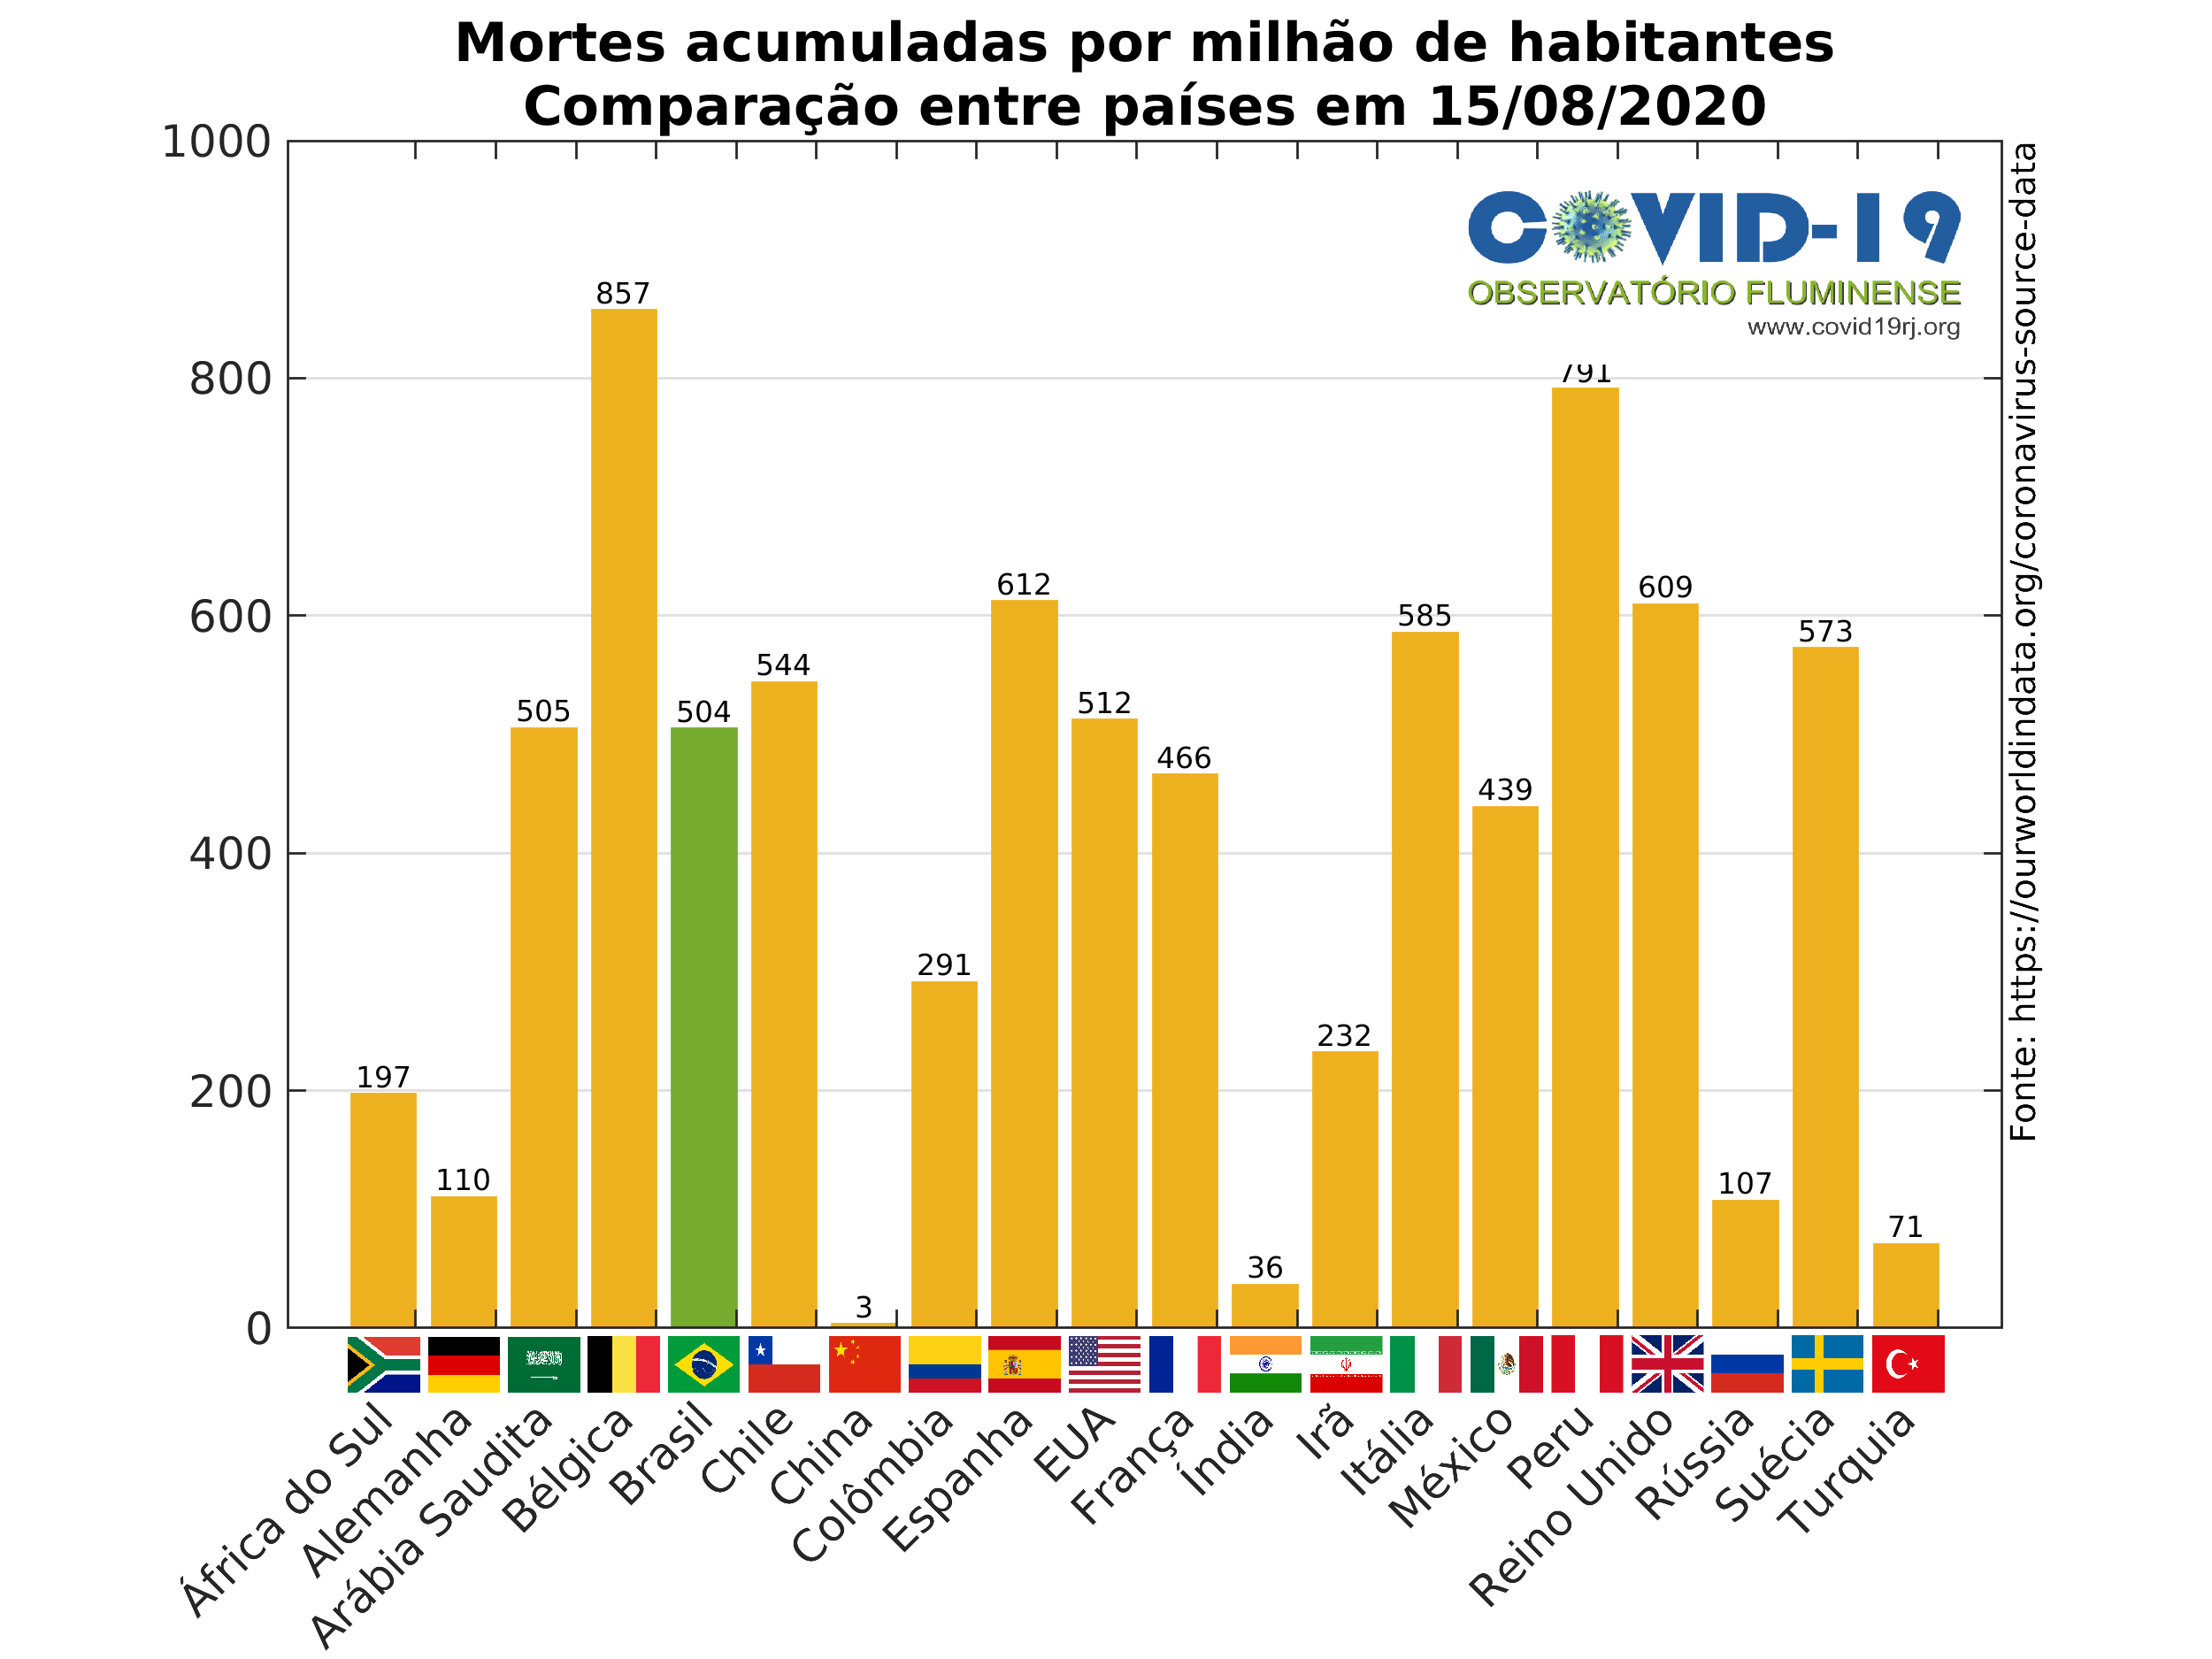 Mortes acumuladas por milhão de habitantes
Comparação entre países em 15/08/2020
1000
800
600
400
200
0
COVID-19
OBSERVATÓRIO FLUMINENSE
www.covid19rj.org
Fonte: https://ourworldindata.org/coronavirus-source-data
197
110
505
857
504
544
3
291
612
512
466
36
232
585
439
791
609
107
573
71
África do Sul
Alemanha
Arábia Saudita
Bélgica
Brasil
Chile
China
Colômbia
Espanha
EUA
França
Índia
Irã
Itália
México
Peru
Reino Unido
Rússia
Suécia
Turquia